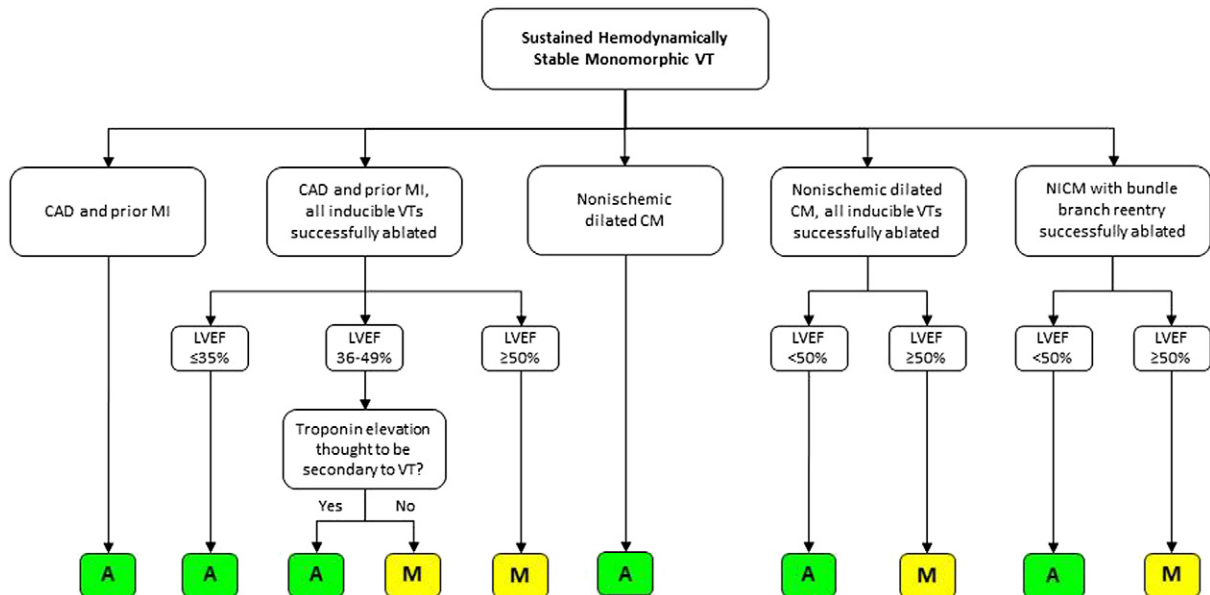 Sustained Hemodynamically
Stable Monomorphic VT
CAD and prior MI
CAD and prior MI,
all inducible VTs
successfully ablated
Nonischemic
dilated CM
Nonischemic dilated
CM, all inducible VTs
successfully ablated
NICM with bundle
branch reentry
successfully ablated
LVEF
≤35%
LVEF
36-49%
LVEF
≥50%
LVEF
<50%
LVEF
≥50%
LVEF
<50%
LVEF
≥50%
Troponin elevation
thought to be
secondary to VT?
Yes
No
A
A
A
M
M
A
A
M
A
M